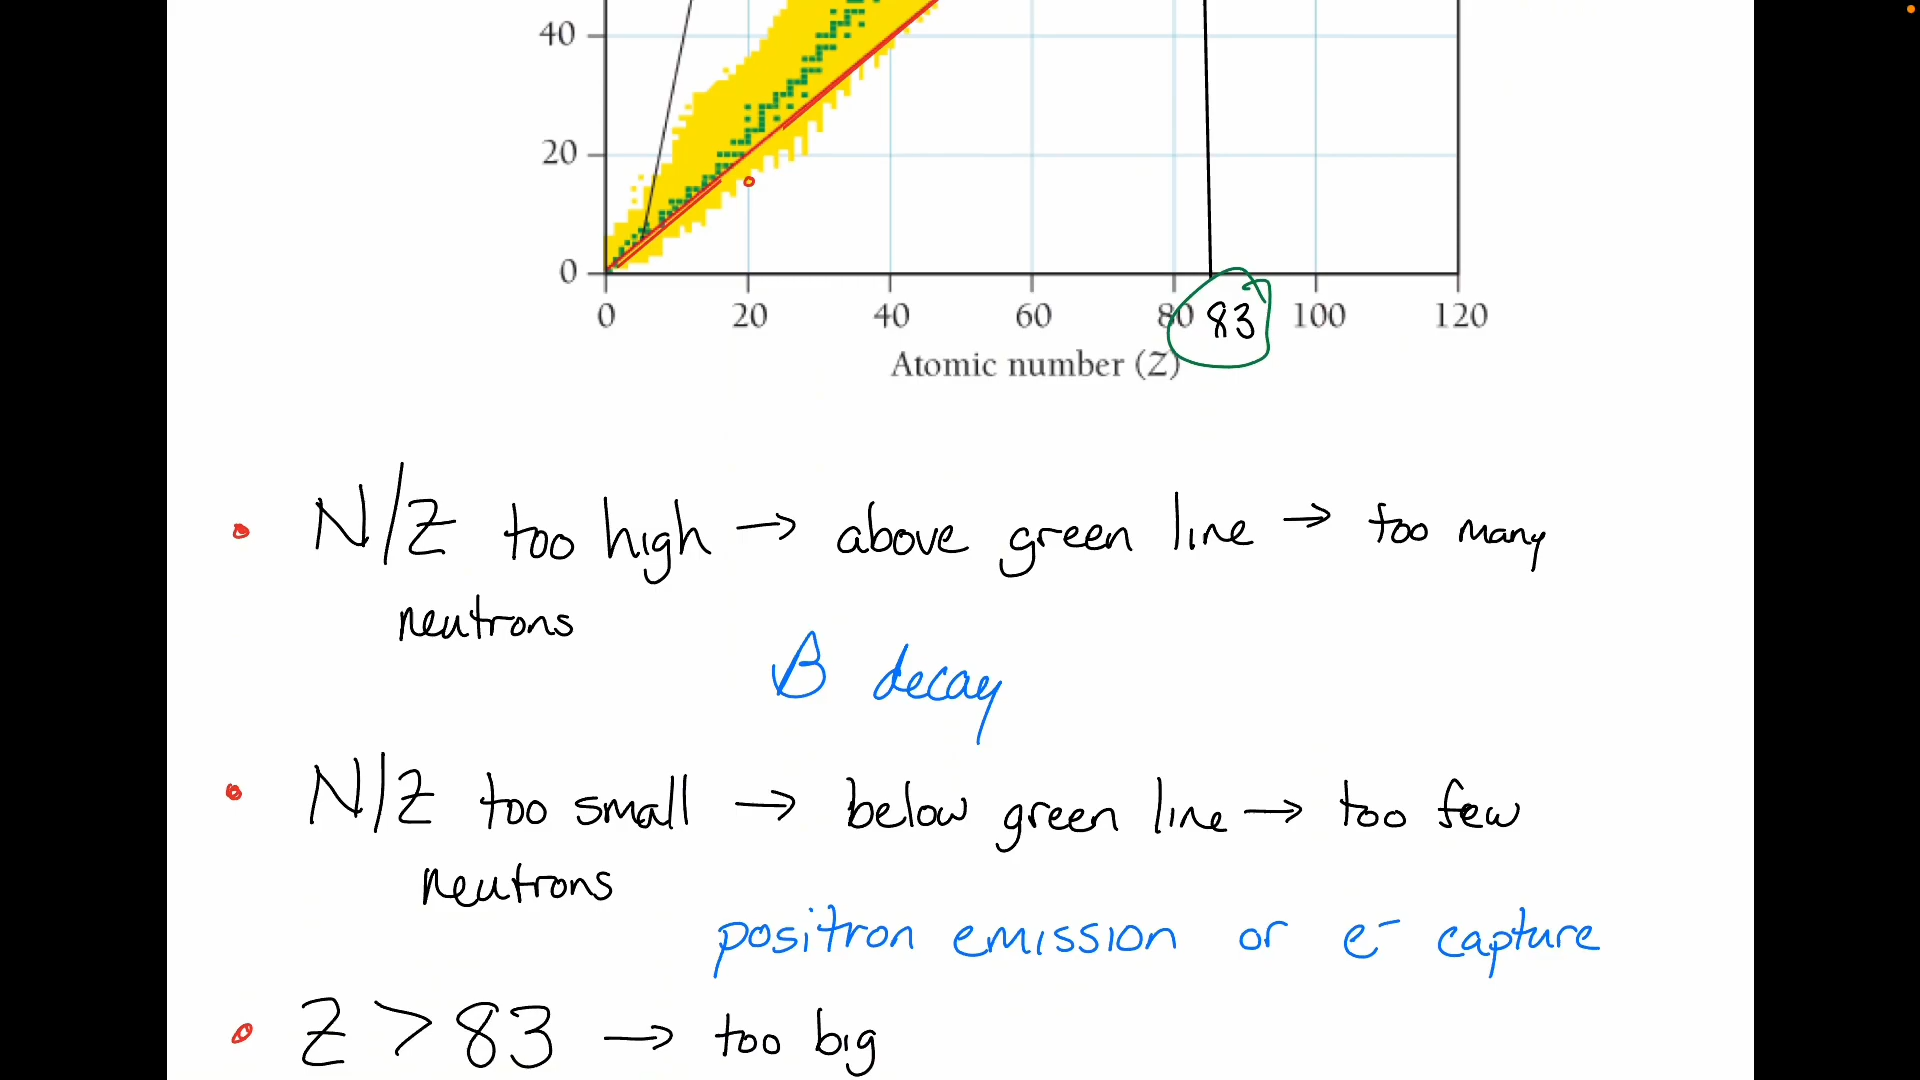 40
20
0
0 20 40 60 80 83 100 120
Atomic number (Z)
N/Z too high → above green line → too many
neutrons
β decay
N/Z too small → below green line → too few
neutrons
positron emission or e⁻ capture
Z > 83 → too big